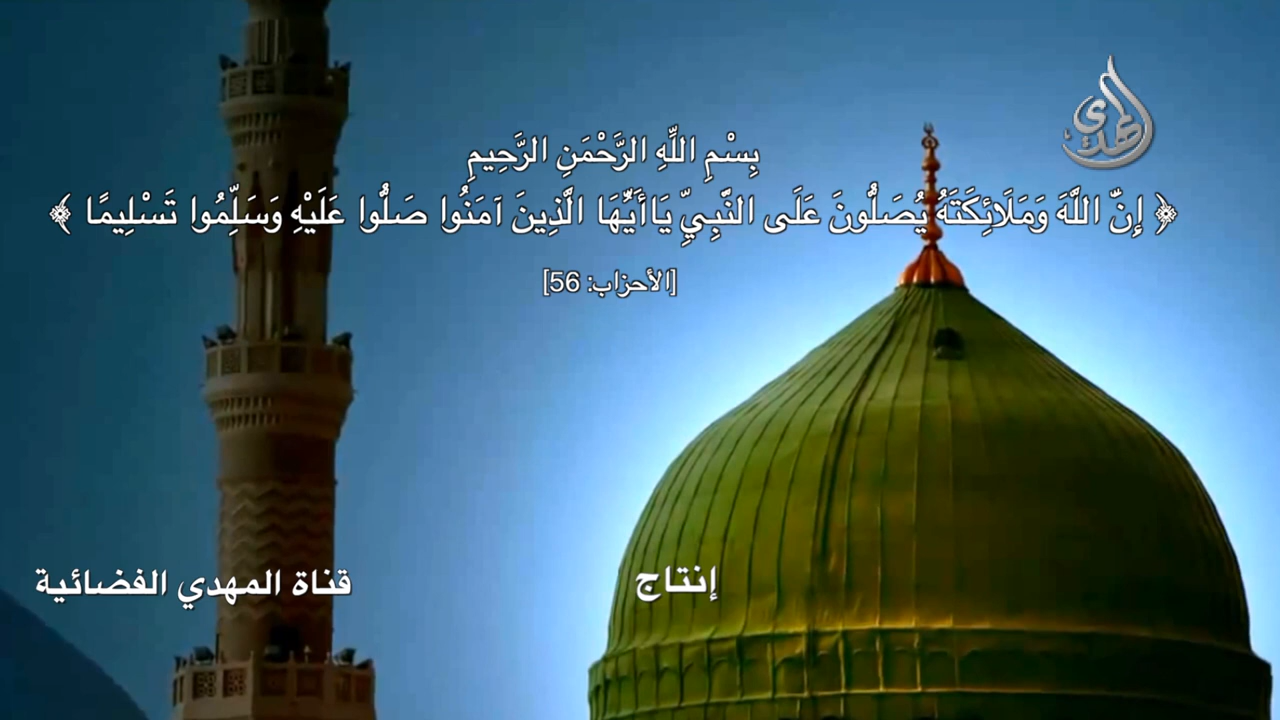 المهدي
بِسْمِ اللَّهِ الرَّحْمَنِ الرَّحِيمِ
﴿ إِنَّ اللَّهَ وَمَلَائِكَتَهُ يُصَلُّونَ عَلَى النَّبِيِّ يَاأَيُّهَا الَّذِينَ آمَنُوا صَلُّوا عَلَيْهِ وَسَلِّمُوا تَسْلِيمًا ﴾
[الأحزاب: 56]
إنتاج
قناة المهدي الفضائية